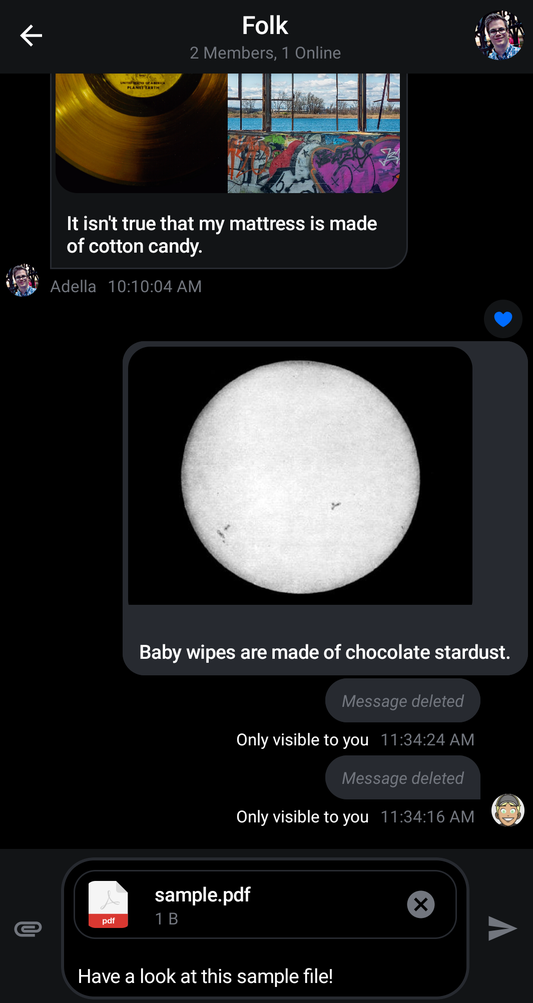 Folk
2 Members, 1 Online
PLANET EARTH
It isn't true that my mattress is made
of cotton candy.
Adella 10:10:04 AM
Baby wipes are made of chocolate stardust.
Message deleted
Only visible to you 11:34:24 AM
Message deleted
Only visible to you 11:34:16 AM
sample.pdf
1 B
pdf
Have a look at this sample file!